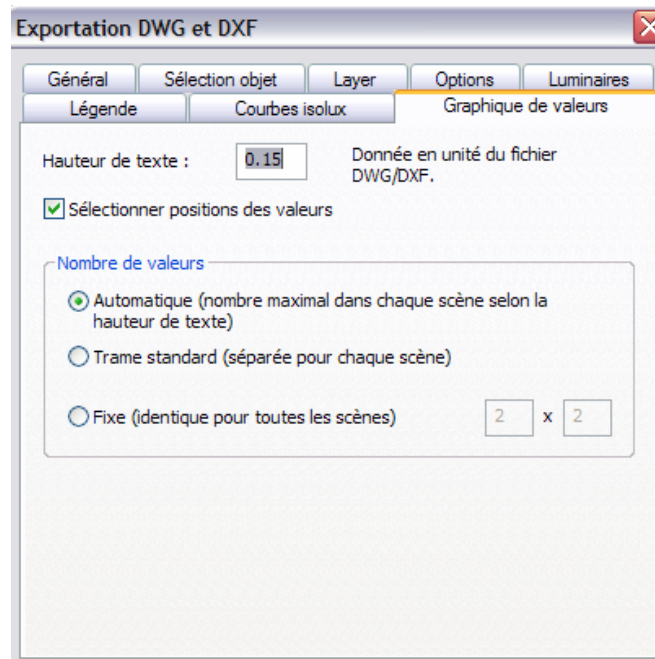 Exportation DWG et DXF
Général Sélection objet Layer Options Luminaires
Légende Courbes isolux Graphique de valeurs
Hauteur de texte : 0.15 Donnée en unité du fichier
DWG/DXF.
Sélectionner positions des valeurs
Nombre de valeurs
Automatique (nombre maximal dans chaque scène selon la
hauteur de texte)
Trame standard (séparée pour chaque scène)
Fixe (identique pour toutes les scènes) 2 x 2